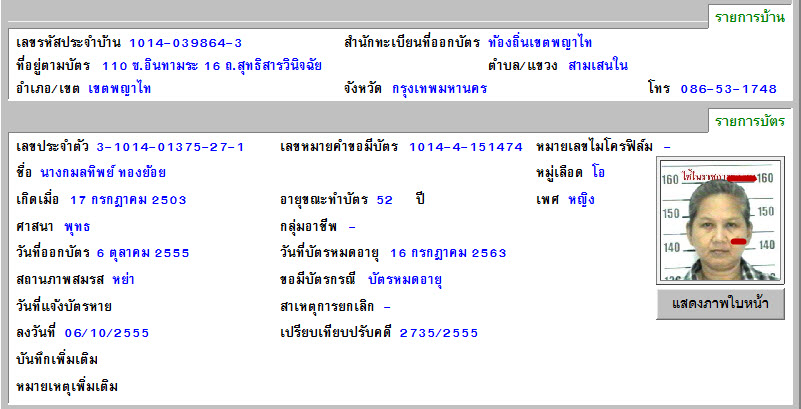 รายการบ้าน
เลขรหัสประจำบ้าน 1014-039864-3 สำนักทะเบียนที่ออกบัตร ท้องถิ่นเขตพญาไท
ที่อยู่ตามบัตร 110 ซ.อินทามระ 16 ถ.สุทธิสารวินิจฉัย ตำบล/แขวง สามเสนใน
อำเภอ/เขต เขตพญาไท จังหวัด กรุงเทพมหานคร โทร 086-53-1748
รายการบัตร
เลขประจำตัว 3-1014-01375-27-1 เลขหมายคำขอมีบัตร 1014-4-151474 หมายเลขไมโครฟิล์ม -
ชื่อ นางกมลทิพย์ ทองย้อย หมู่เลือด โอ
เกิดเมื่อ 17 กรกฎาคม 2503 อายุขณะทำบัตร 52 ปี เพศ หญิง
ศาสนา พุทธ กลุ่มอาชีพ -
วันที่ออกบัตร 6 ตุลาคม 2555 วันที่บัตรหมดอายุ 16 กรกฎาคม 2563
สถานภาพสมรส หย่า ขอมีบัตรกรณี บัตรหมดอายุ
วันที่แจ้งบัตรหาย สาเหตุการยกเลิก -
ลงวันที่ 06/10/2555 เปรียบเทียบปรับคดี 2735/2555
บันทึกเพิ่มเติม
หมายเหตุเพิ่มเติม
160 160
150 150
140 140
แสดงภาพใบหน้า